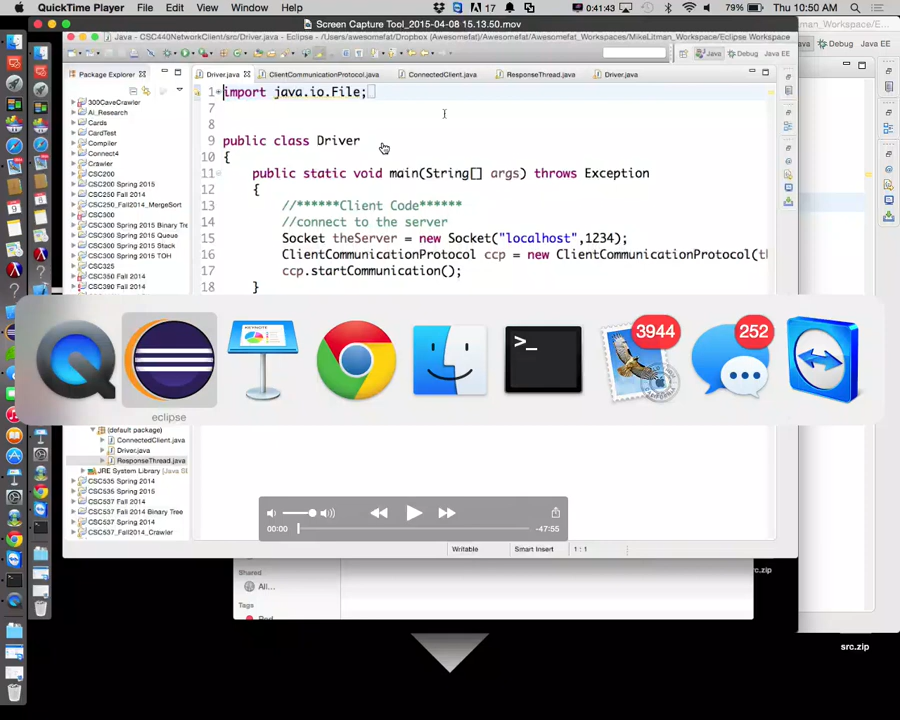 QuickTime Player File Edit View Window Help 17 0:41:43 79% Thu 10:50 AM
Screen Capture Tool_2015-04-08 15.13.50.mov
Java - CSC440NetworkClient/src/Driver.java - Eclipse - /Users/awesomefat/Dropbox (Awesomefat)/Awesomefat/Awesomefat_Workspaces/MikeLitman_Workspace/Eclipse Workspace
Java Debug Java EE
Debug Java EE
Package Explorer
Driver.java ClientCommunicationProtocol.java ConnectedClient.java ResponseThread.java Driver.java
300CaveCrawler
AI_Research
Cards
CardTest
Compiler
Connect4
Crawler
CSC200
CSC200 Spring 2015
CSC250 Fall 2014
CSC250_Fall2014_MergeSort
CSC300
CSC300 Spring 2015 Binary Tre
CSC300 Spring 2015 Queue
CSC300 Spring 2015 Stack
CSC300 Spring 2015 TOH
CSC325
CSC350 Fall 2014
CSC390 Fall 2014
1 import java.io.File;
7
8
9 public class Driver
10 {
11 public static void main(String[] args) throws Exception
12 {
13 //******Client Code******
14 //connect to the server
15 Socket theServer = new Socket("localhost",1234);
16 ClientCommunicationProtocol ccp = new ClientCommunicationProtocol(th
17 ccp.startCommunication();
18 }
3944
252
eclipse
(default package)
ConnectedClient.java
Driver.java
ResponseThread.java
JRE System Library [Java S
CSC535 Spring 2014
CSC535 Spring 2015
CSC537 Fall 2014
CSC537 Fall 2014 Binary Tree
CSC537 Spring 2014
CSC537_Fall2014_Crawler
00:00 -47:55
Writable Smart Insert 1 : 1
Shared
All...
Tags
Red
src.zip
src.zip